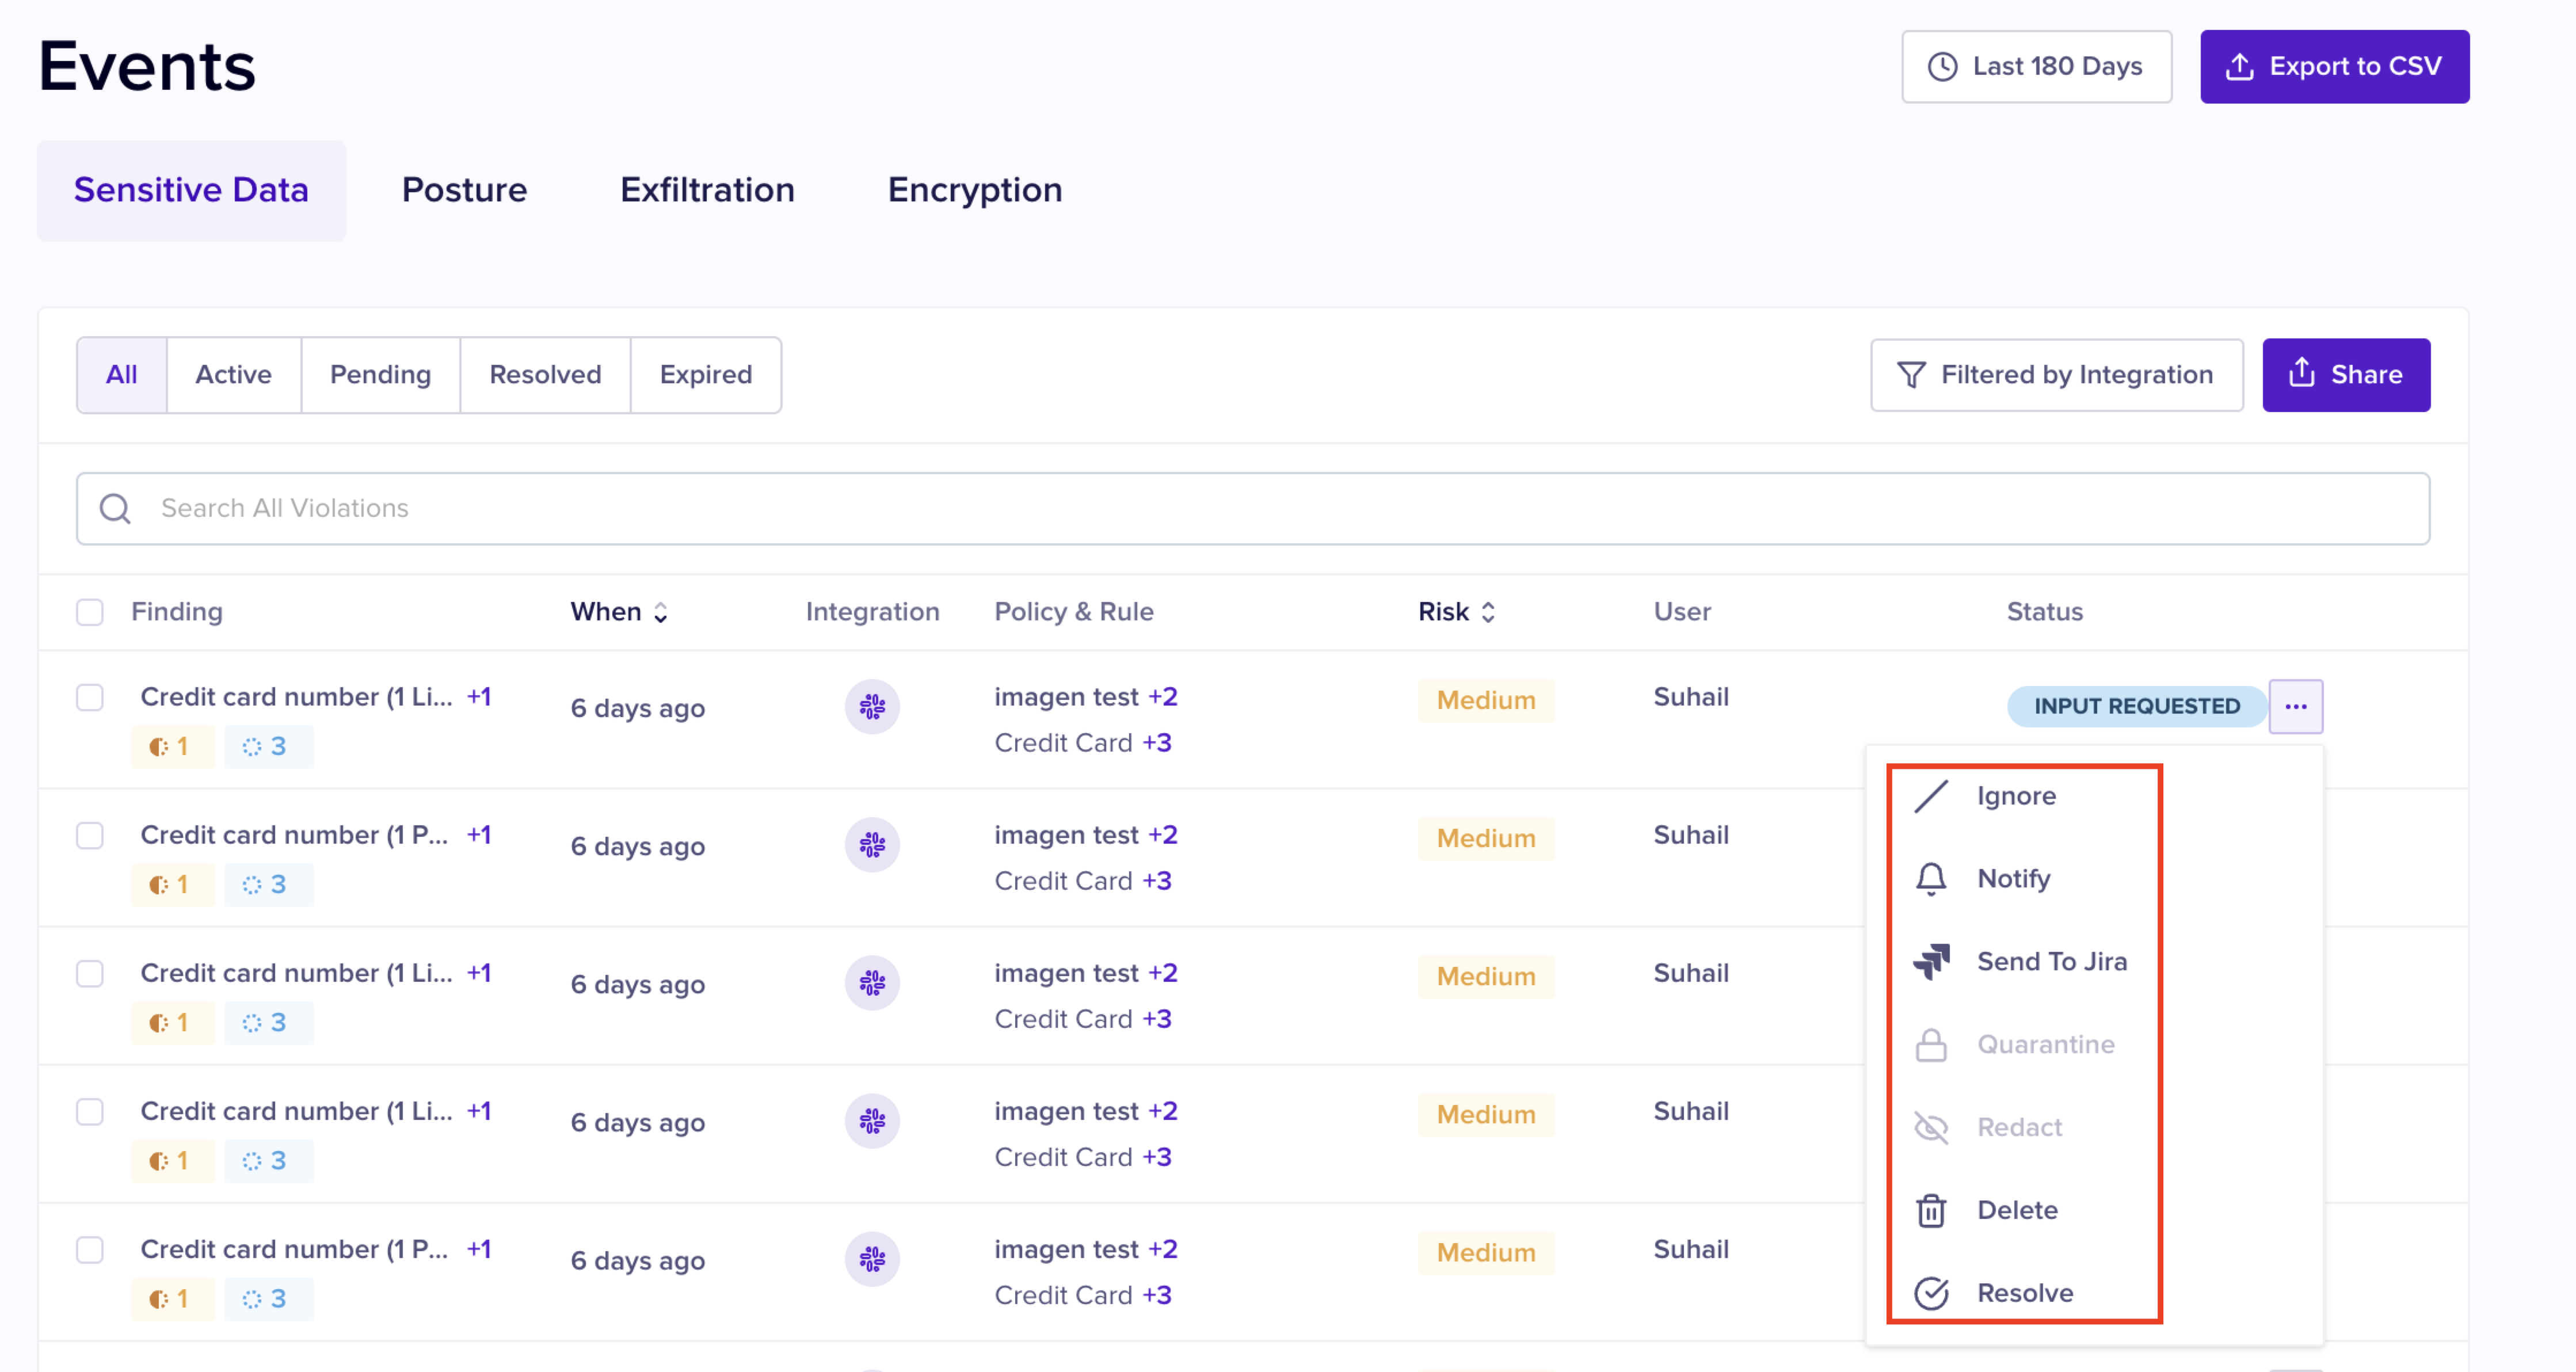 Events
Last 180 Days
Export to CSV
Sensitive Data Posture Exfiltration Encryption
All Active Pending Resolved Expired
Filtered by Integration
Share
Search All Violations
Finding When Integration Policy & Rule Risk User Status
Credit card number (1 Li... +1
1 3
6 days ago
imagen test +2
Credit Card +3
Medium
Suhail
INPUT REQUESTED
...
Credit card number (1 P... +1
1 3
6 days ago
imagen test +2
Credit Card +3
Medium
Suhail
Credit card number (1 Li... +1
1 3
6 days ago
imagen test +2
Credit Card +3
Medium
Suhail
Credit card number (1 Li... +1
1 3
6 days ago
imagen test +2
Credit Card +3
Medium
Suhail
Credit card number (1 P... +1
1 3
6 days ago
imagen test +2
Credit Card +3
Medium
Suhail
Ignore
Notify
Send To Jira
Quarantine
Redact
Delete
Resolve